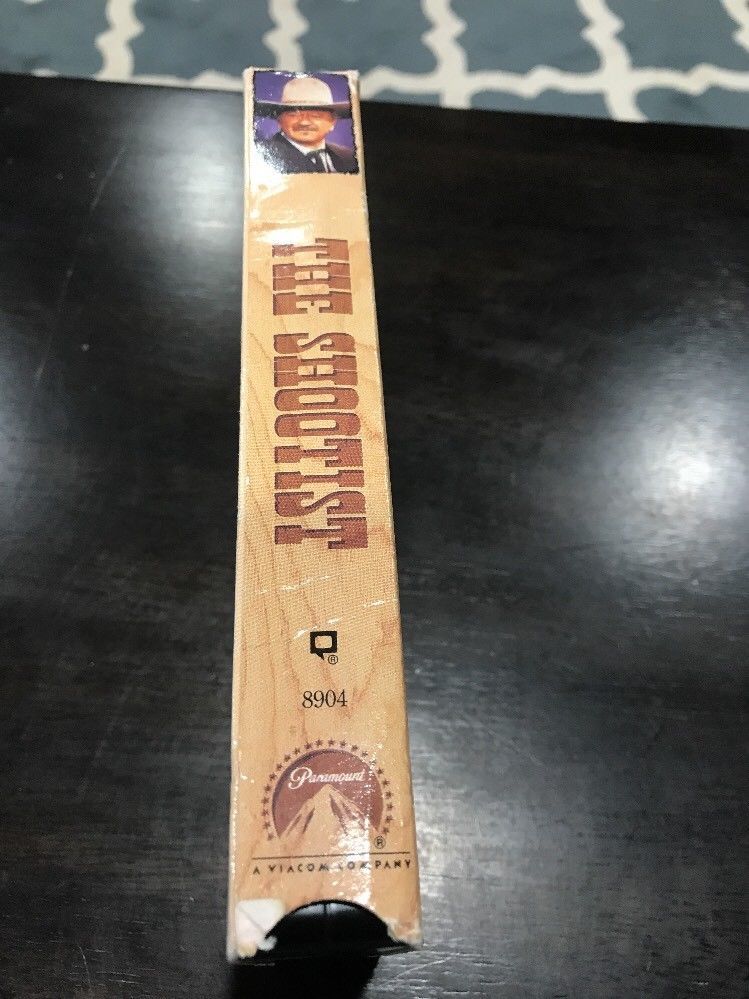 THE SHOOTIST
®
8904
Paramount
®
A VIACOM COMPANY